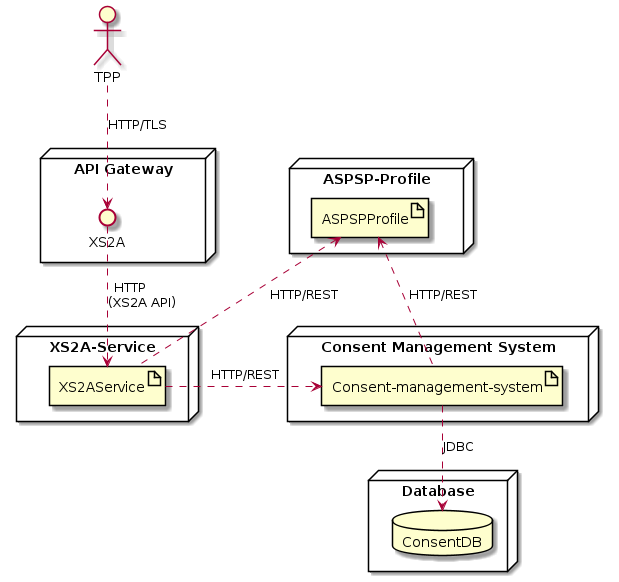 TPP
HTTP/TLS
API Gateway
XS2A
ASPSP-Profile
ASPSPProfile
HTTP
(XS2A API)
HTTP/REST
HTTP/REST
XS2A-Service
XS2AService
HTTP/REST
Consent Management System
Consent-management-system
JDBC
Database
ConsentDB